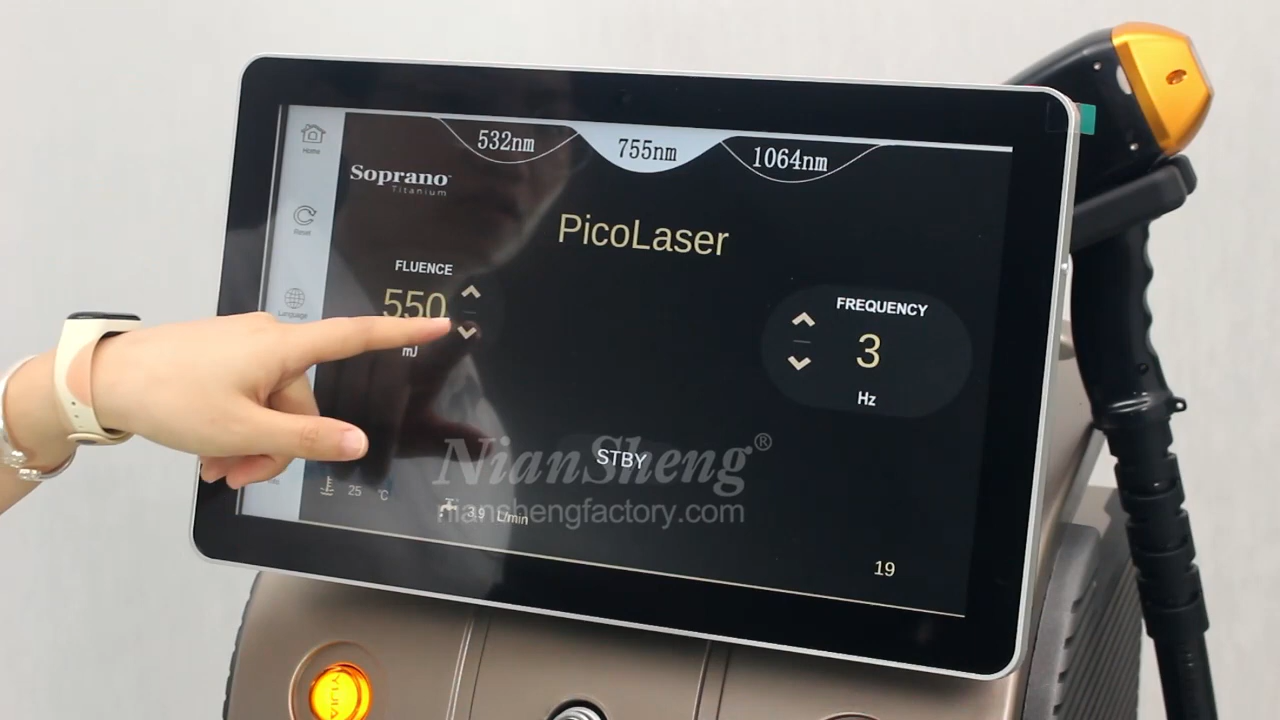 532nm
755nm
1064nm
Home
Soprano
Titanium
PicoLaser
Reset
FLUENCE
550
mJ
Language
FREQUENCY
3
Hz
NianSheng®
STBY
25 °C
3.9 L/min
nianshengfactory.com
19